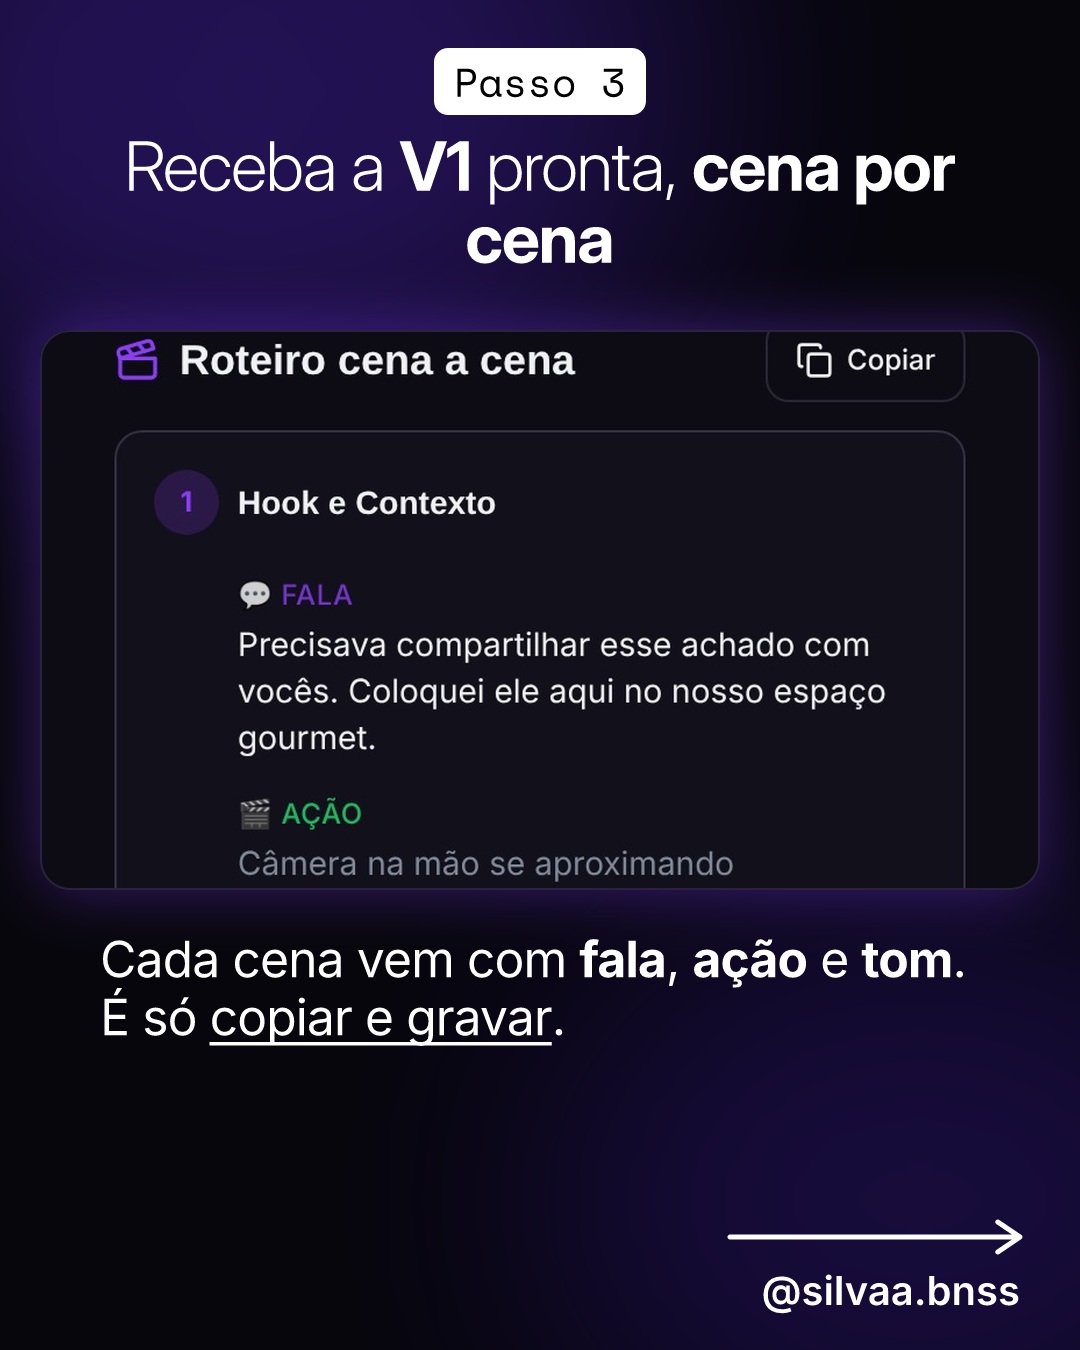 Passo 3
Receba a V1 pronta, cena por
cena
Roteiro cena a cena
Copiar
1
Hook e Contexto
💬 FALA
Precisava compartilhar esse achado com
vocês. Coloquei ele aqui no nosso espaço
gourmet.
🎬 AÇÃO
Câmera na mão se aproximando
Cada cena vem com fala, ação e tom.
É só copiar e gravar.
@silvaa.bnss